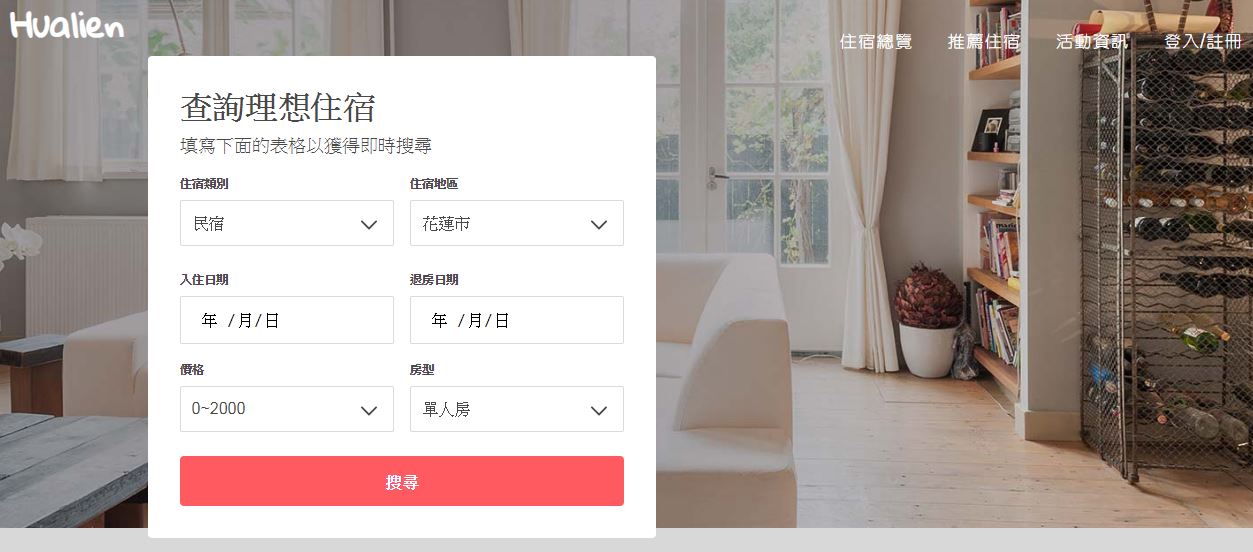 Hualien
住宿總覽 推薦住宿 活動資訊 登入/註冊
查詢理想住宿
填寫下面的表格以獲得即時搜尋
住宿類別 住宿地區
民宿 花蓮市
入住日期 退房日期
年 /月/日 年 /月/日
價格 房型
0~2000 單人房
搜尋